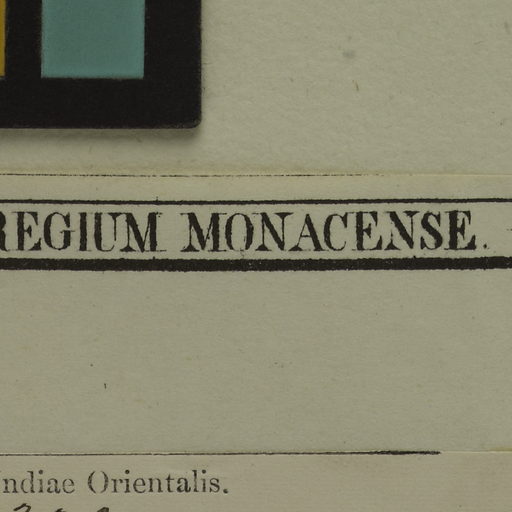 REGIUM MONACENSE.
Indiae Orientalis.